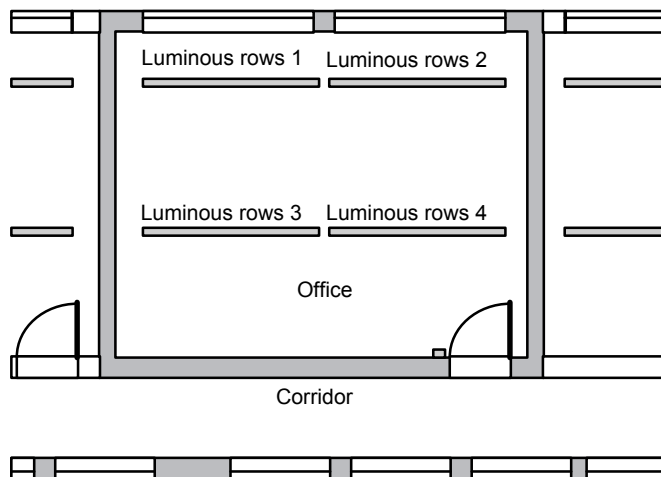 Luminous rows 1
Luminous rows 2
Luminous rows 3
Luminous rows 4
Office
Corridor